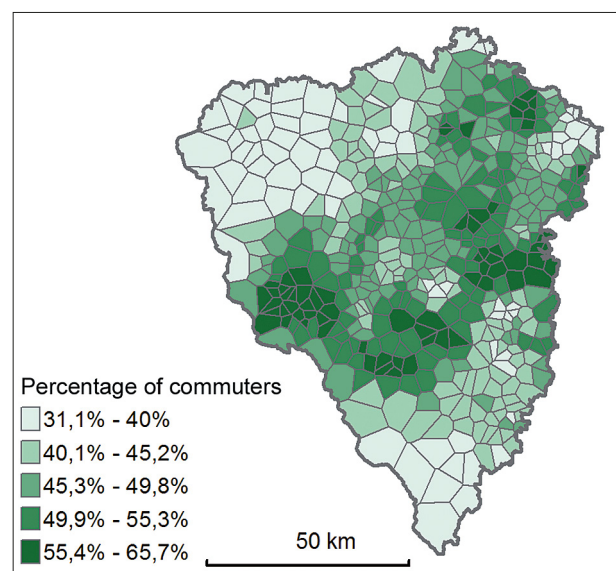 Percentage of commuters
31,1% - 40%
40,1% - 45,2%
45,3% - 49,8%
49,9% - 55,3%
55,4% - 65,7%
50 km